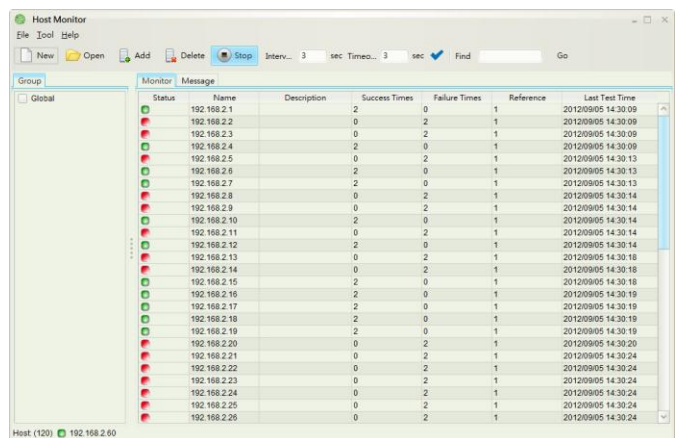 Host Monitor
File Tool Help
New Open Add Delete Stop Interv... 3 sec Timeo... 3 sec Find Go
Group Monitor Message
Global
Status Name Description Success Times Failure Times Reference Last Test Time
192.168.2.1 2 0 1 2012/09/05 14:30:09
192.168.2.2 0 2 1 2012/09/05 14:30:09
192.168.2.3 0 2 1 2012/09/05 14:30:09
192.168.2.4 2 0 1 2012/09/05 14:30:09
192.168.2.5 0 2 1 2012/09/05 14:30:13
192.168.2.6 2 0 1 2012/09/05 14:30:13
192.168.2.7 2 0 1 2012/09/05 14:30:13
192.168.2.8 0 2 1 2012/09/05 14:30:14
192.168.2.9 0 2 1 2012/09/05 14:30:14
192.168.2.10 2 0 1 2012/09/05 14:30:14
192.168.2.11 0 2 1 2012/09/05 14:30:14
192.168.2.12 2 0 1 2012/09/05 14:30:14
192.168.2.13 0 2 1 2012/09/05 14:30:18
192.168.2.14 0 2 1 2012/09/05 14:30:18
192.168.2.15 2 0 1 2012/09/05 14:30:18
192.168.2.16 2 0 1 2012/09/05 14:30:19
192.168.2.17 2 0 1 2012/09/05 14:30:19
192.168.2.18 2 0 1 2012/09/05 14:30:19
192.168.2.19 2 0 1 2012/09/05 14:30:19
192.168.2.20 0 2 1 2012/09/05 14:30:20
192.168.2.21 0 2 1 2012/09/05 14:30:24
192.168.2.22 0 2 1 2012/09/05 14:30:24
192.168.2.23 0 2 1 2012/09/05 14:30:24
192.168.2.24 0 2 1 2012/09/05 14:30:24
192.168.2.25 0 2 1 2012/09/05 14:30:24
192.168.2.26 0 2 1 2012/09/05 14:30:24
Host: (120) 192.168.2.60